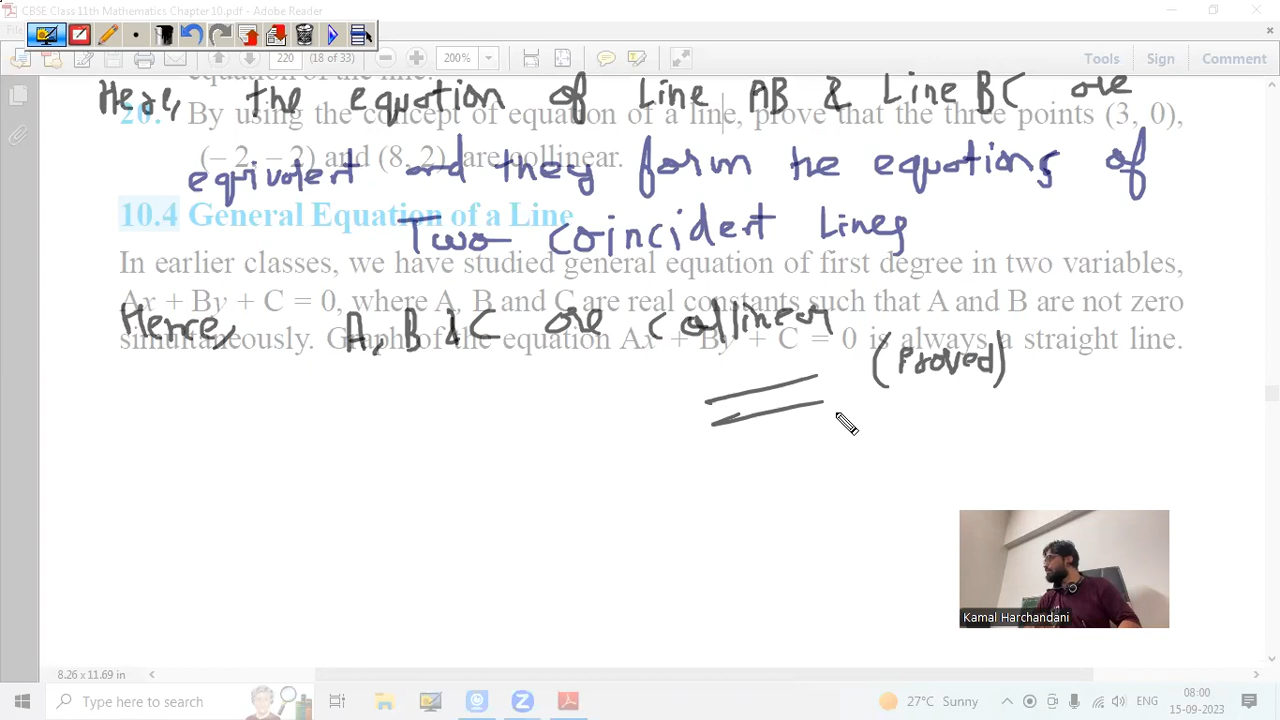 CBSE Class 11th Mathematics Chapter 10.pdf - Adobe Reader
220 (18 of 33) 200% Tools Sign Comment
equation of the line.
Here, the equation of Line AB & Line BC are
20. By using the concept of equation of a line, prove that the three points (3, 0),
(– 2, – 2) and (8, 2) are collinear.
equivalent and they form the equations of
10.4 General Equation of a Line
Two coincident Lines
In earlier classes, we have studied general equation of first degree in two variables,
Ax + By + C = 0, where A, B and C are real constants such that A and B are not zero
Hence, A, B & C are collinear
simultaneously. Graph of the equation Ax + By + C = 0 is always a straight line.
(Proved)
Kamal Harchandani
8.26 x 11.69 in
Type here to search
27°C Sunny
ENG
08:00
15-09-2023